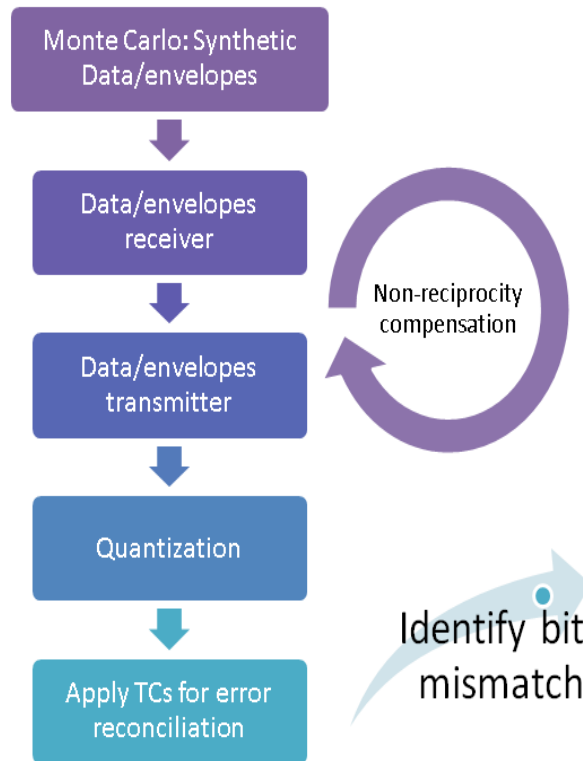 Monte Carlo: Synthetic
Data/envelopes
Data/envelopes
receiver
Non-reciprocity
compensation
Data/envelopes
transmitter
Quantization
Identify bit
mismatch
Apply TCs for error
reconciliation